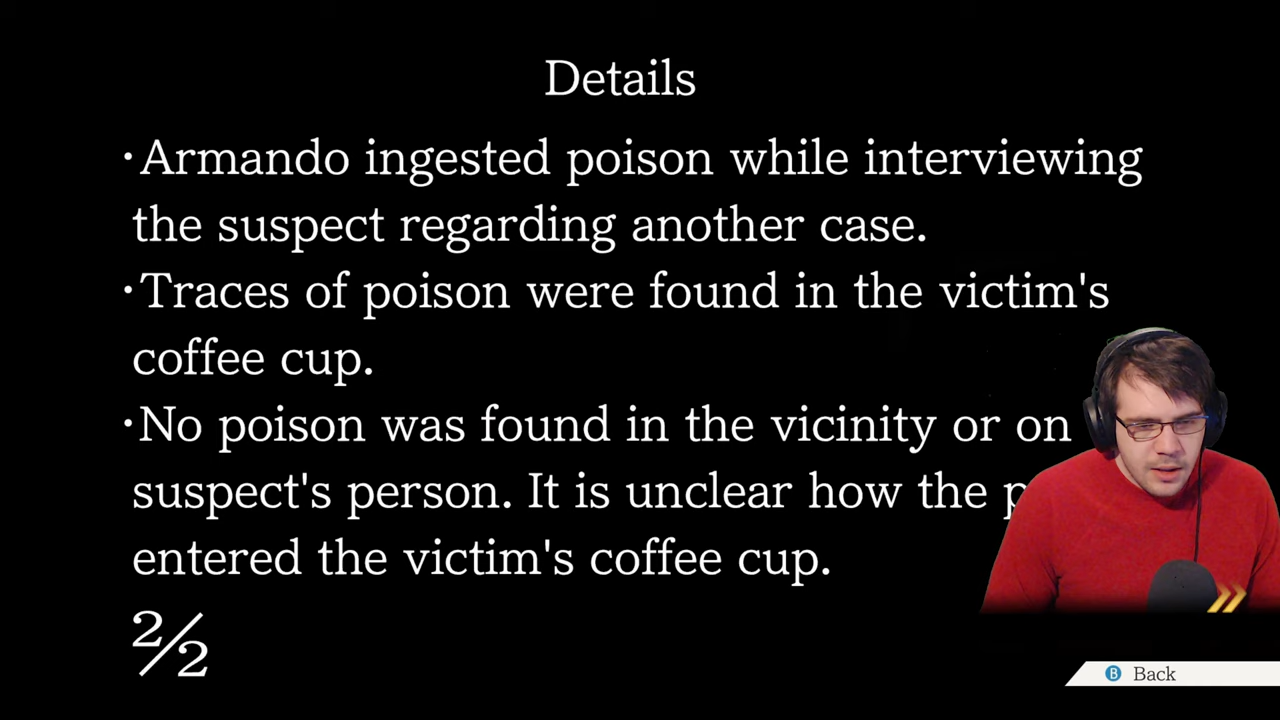 Details
·Armando ingested poison while interviewing
the suspect regarding another case.
·Traces of poison were found in the victim's
coffee cup.
·No poison was found in the vicinity or on
suspect's person. It is unclear how the
entered the victim's coffee cup.
2/2
B Back